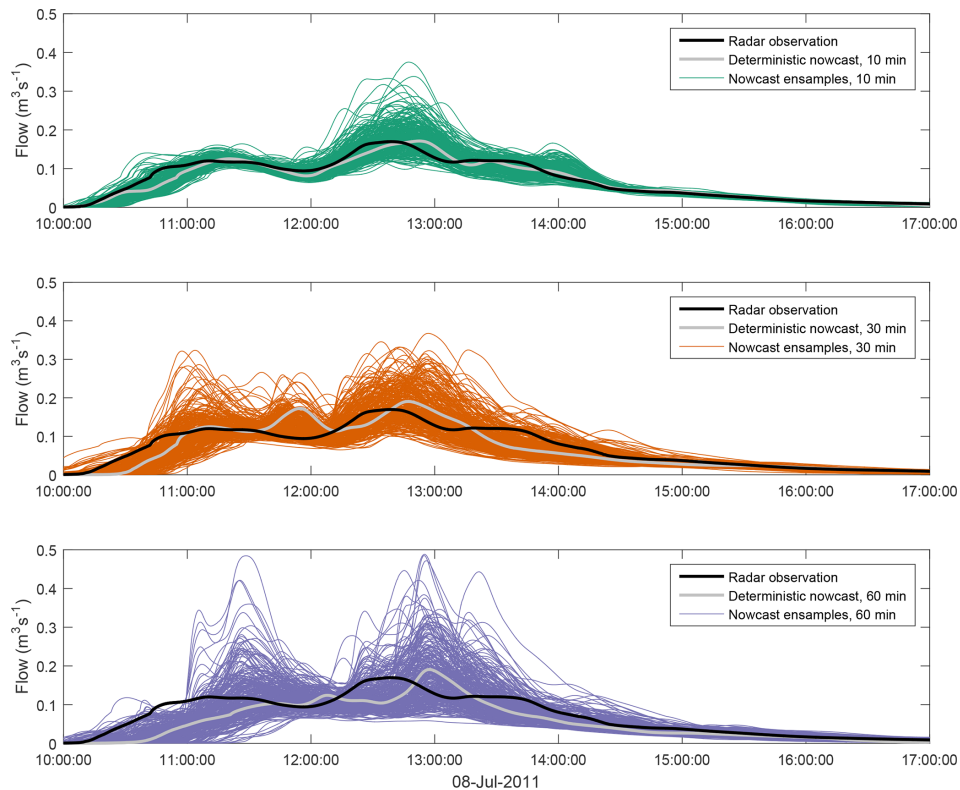 0.5
0.4
0.3
0.2
0.1
0
Flow (m³s⁻¹)
Radar observation
Deterministic nowcast, 10 min
Nowcast ensamples, 10 min
10:00:00 11:00:00 12:00:00 13:00:00 14:00:00 15:00:00 16:00:00 17:00:00
0.5
0.4
0.3
0.2
0.1
0
Flow (m³s⁻¹)
Radar observation
Deterministic nowcast, 30 min
Nowcast ensamples, 30 min
10:00:00 11:00:00 12:00:00 13:00:00 14:00:00 15:00:00 16:00:00 17:00:00
0.5
0.4
0.3
0.2
0.1
0
Flow (m³s⁻¹)
Radar observation
Deterministic nowcast, 60 min
Nowcast ensamples, 60 min
10:00:00 11:00:00 12:00:00 13:00:00 14:00:00 15:00:00 16:00:00 17:00:00
08-Jul-2011